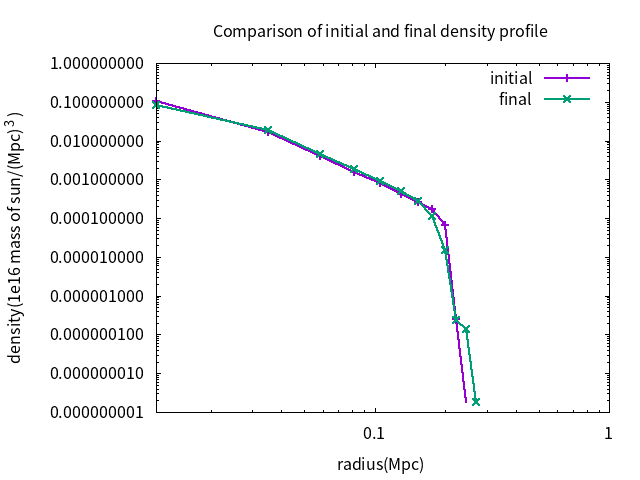 Comparison of initial and final density profile
initial
final
1.000000000
0.100000000
0.010000000
0.001000000
0.000100000
0.000010000
0.000001000
0.000000100
0.000000010
0.000000001
density(1e16 mass of sun/(Mpc)³)
0.1
1
radius(Mpc)